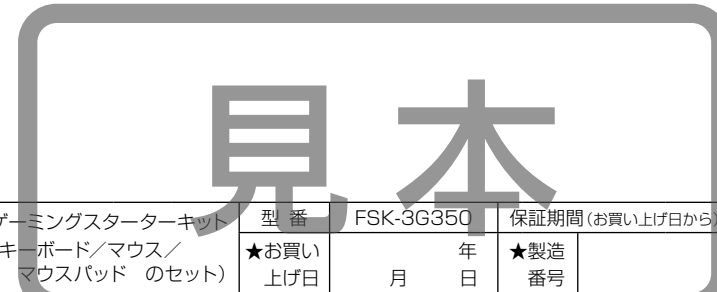 見本
ゲーミングスターターキット 型 番 FSK-3G350 保証期間(お買い上げ日から)
キーボード/マウス/ ★お買い 年 ★製造
マウスパッド のセット) 上げ日 月 日 番号